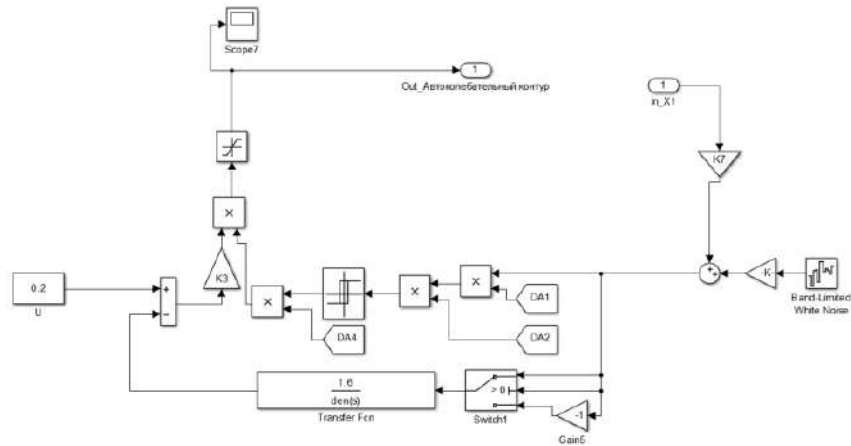 Scope7
1
Out_Автоколебательный контур
1
in_X1
K7
×
K3
0.2
U
+
−
×
DA4
×
×
DA1
DA2
+
+
-K
Band-Limited
White Noise
1.6
den(s)
Transfer Fcn
> 0
Switch1
-1
Gain5